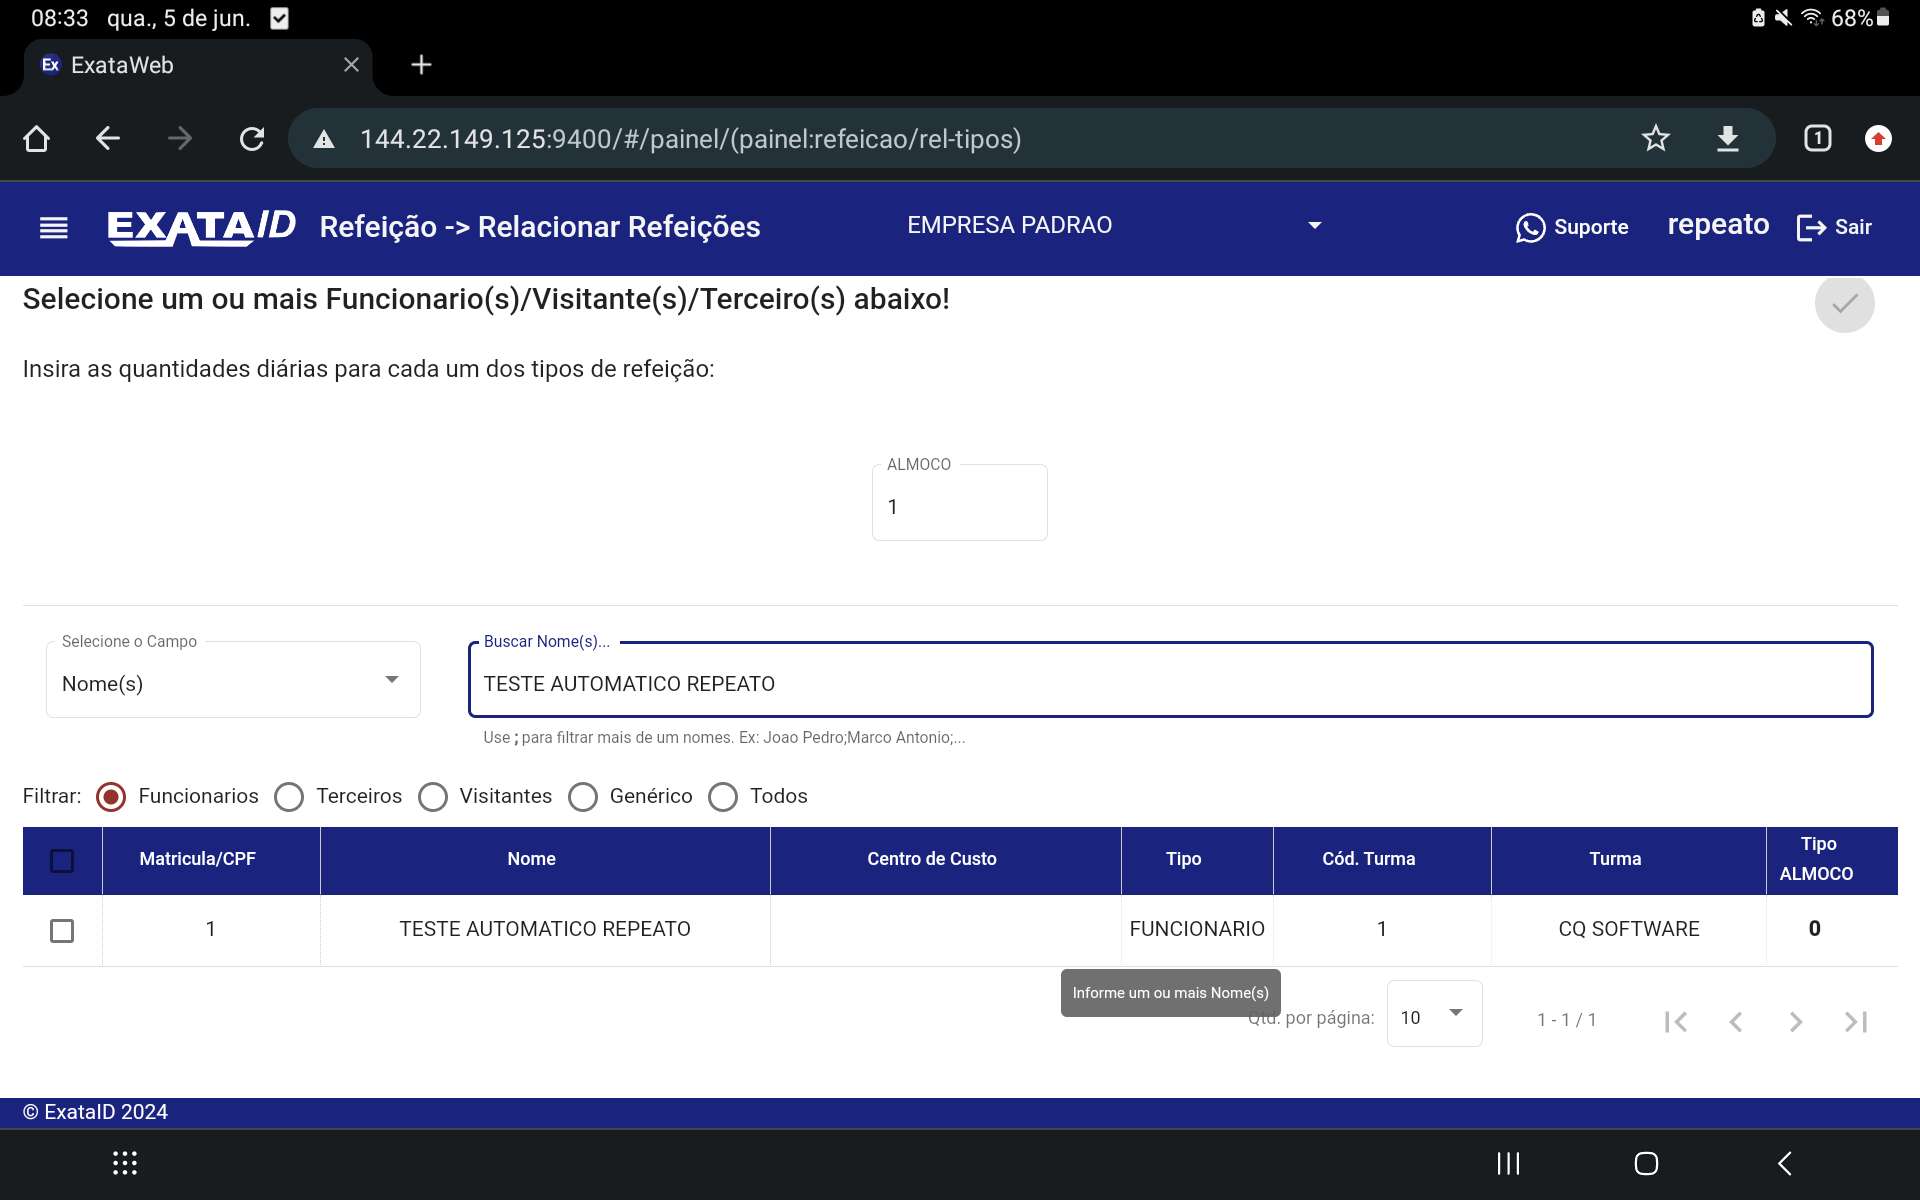 08:33 qua., 5 de jun. 68%
Ex ExataWeb
144.22.149.125:9400/#/painel/(painel:refeicao/rel-tipos) 1
EXATAID Refeição -> Relacionar Refeições EMPRESA PADRAO Suporte repeato Sair
Selecione um ou mais Funcionario(s)/Visitante(s)/Terceiro(s) abaixo!
Insira as quantidades diárias para cada um dos tipos de refeição:
ALMOCO
1
Selecione o Campo Buscar Nome(s)...
Nome(s) TESTE AUTOMATICO REPEATO
Use ; para filtrar mais de um nomes. Ex: Joao Pedro;Marco Antonio;...
Filtrar: Funcionarios Terceiros Visitantes Genérico Todos
Matricula/CPF Nome Centro de Custo Tipo Cód. Turma Turma Tipo
ALMOCO
1 TESTE AUTOMATICO REPEATO FUNCIONARIO 1 CQ SOFTWARE 0
Informe um ou mais Nome(s)
Qtd. por página: 10 1 - 1 / 1
© ExataID 2024